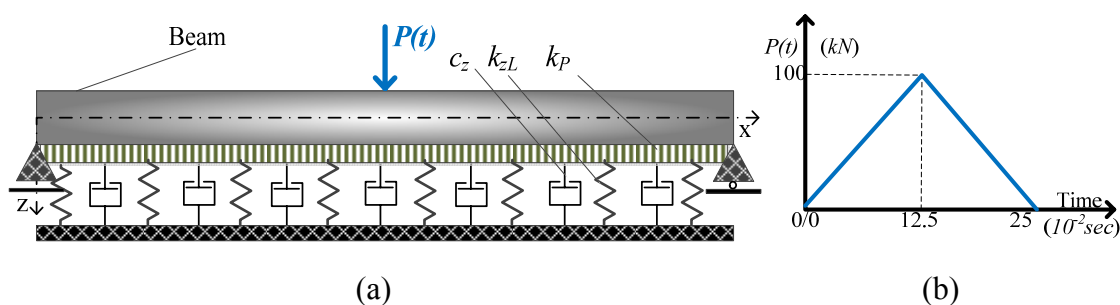 Beam
P(t)
c_z
k_zL
k_P
x
z
(a)
P(t) (kN)
100
0/0
12.5
25
Time
(10^-2 sec)
(b)